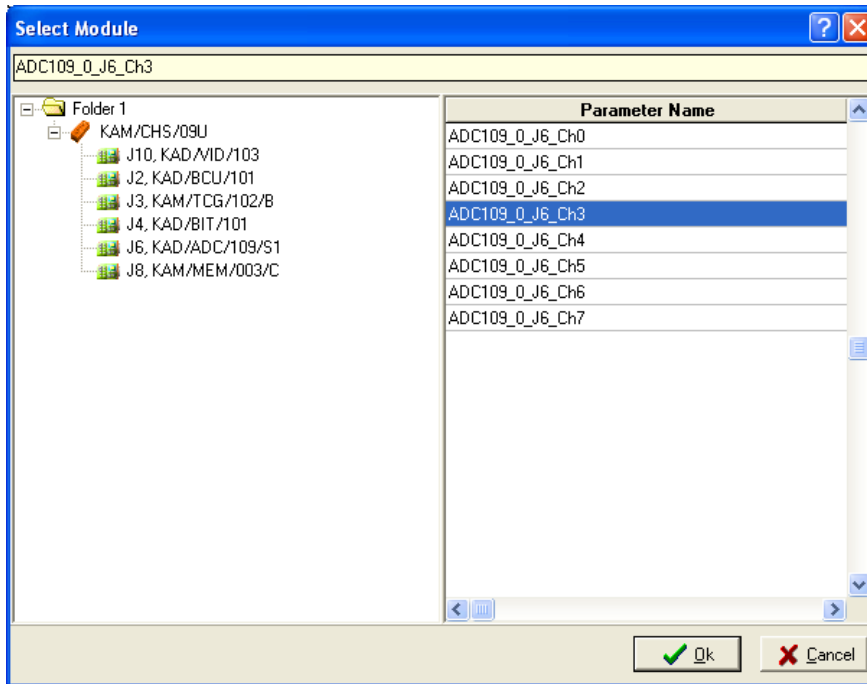 Select Module
ADC109_0_J6_Ch3
Folder 1
KAM/CHS/09U
J10, KAD/VID/103
J2, KAD/BCU/101
J3, KAM/TCG/102/B
J4, KAD/BIT/101
J6, KAD/ADC/109/S1
J8, KAM/MEM/003/C
Parameter Name
ADC109_0_J6_Ch0
ADC109_0_J6_Ch1
ADC109_0_J6_Ch2
ADC109_0_J6_Ch3
ADC109_0_J6_Ch4
ADC109_0_J6_Ch5
ADC109_0_J6_Ch6
ADC109_0_J6_Ch7
Ok
Cancel